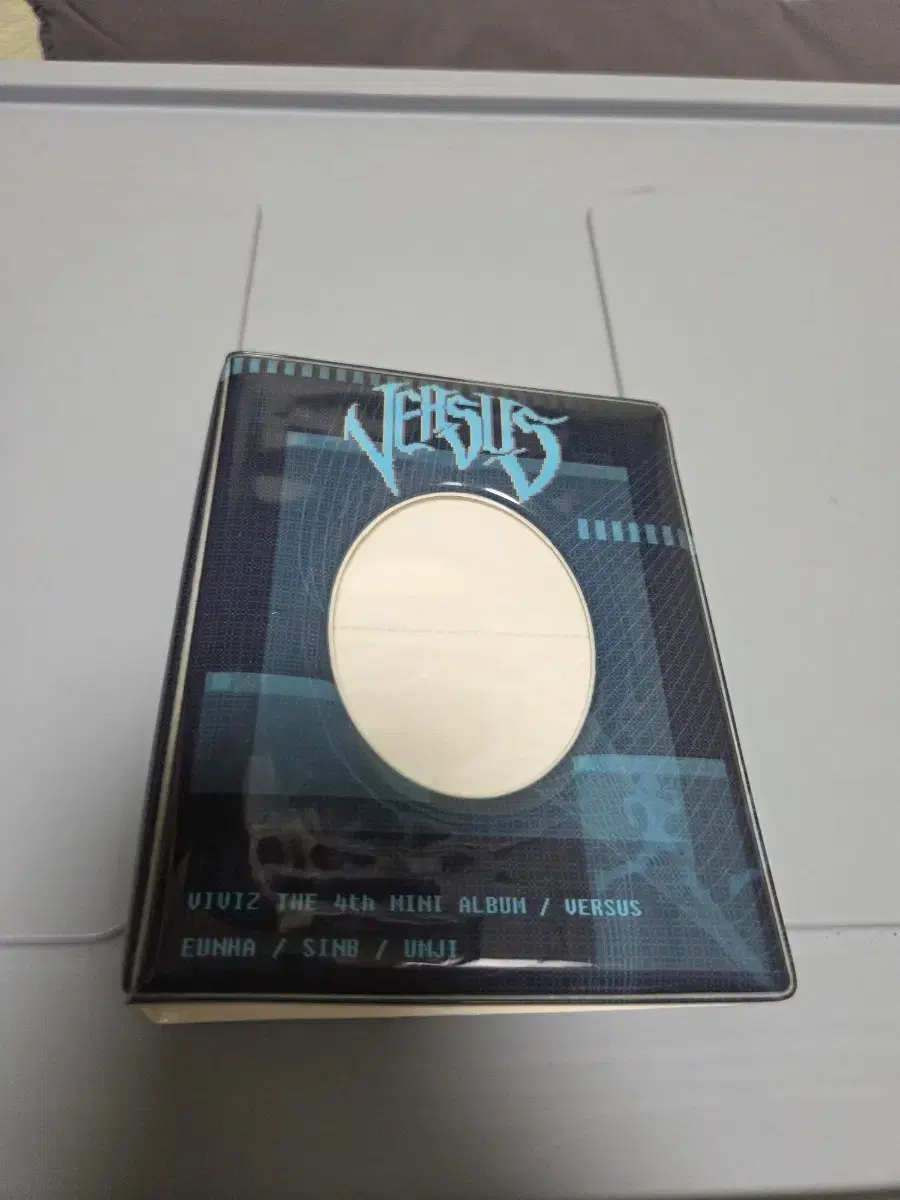 VERSUS
VIVIZ THE 4th MINI ALBUM / VERSUS
EUNHA / SINB / UMJI